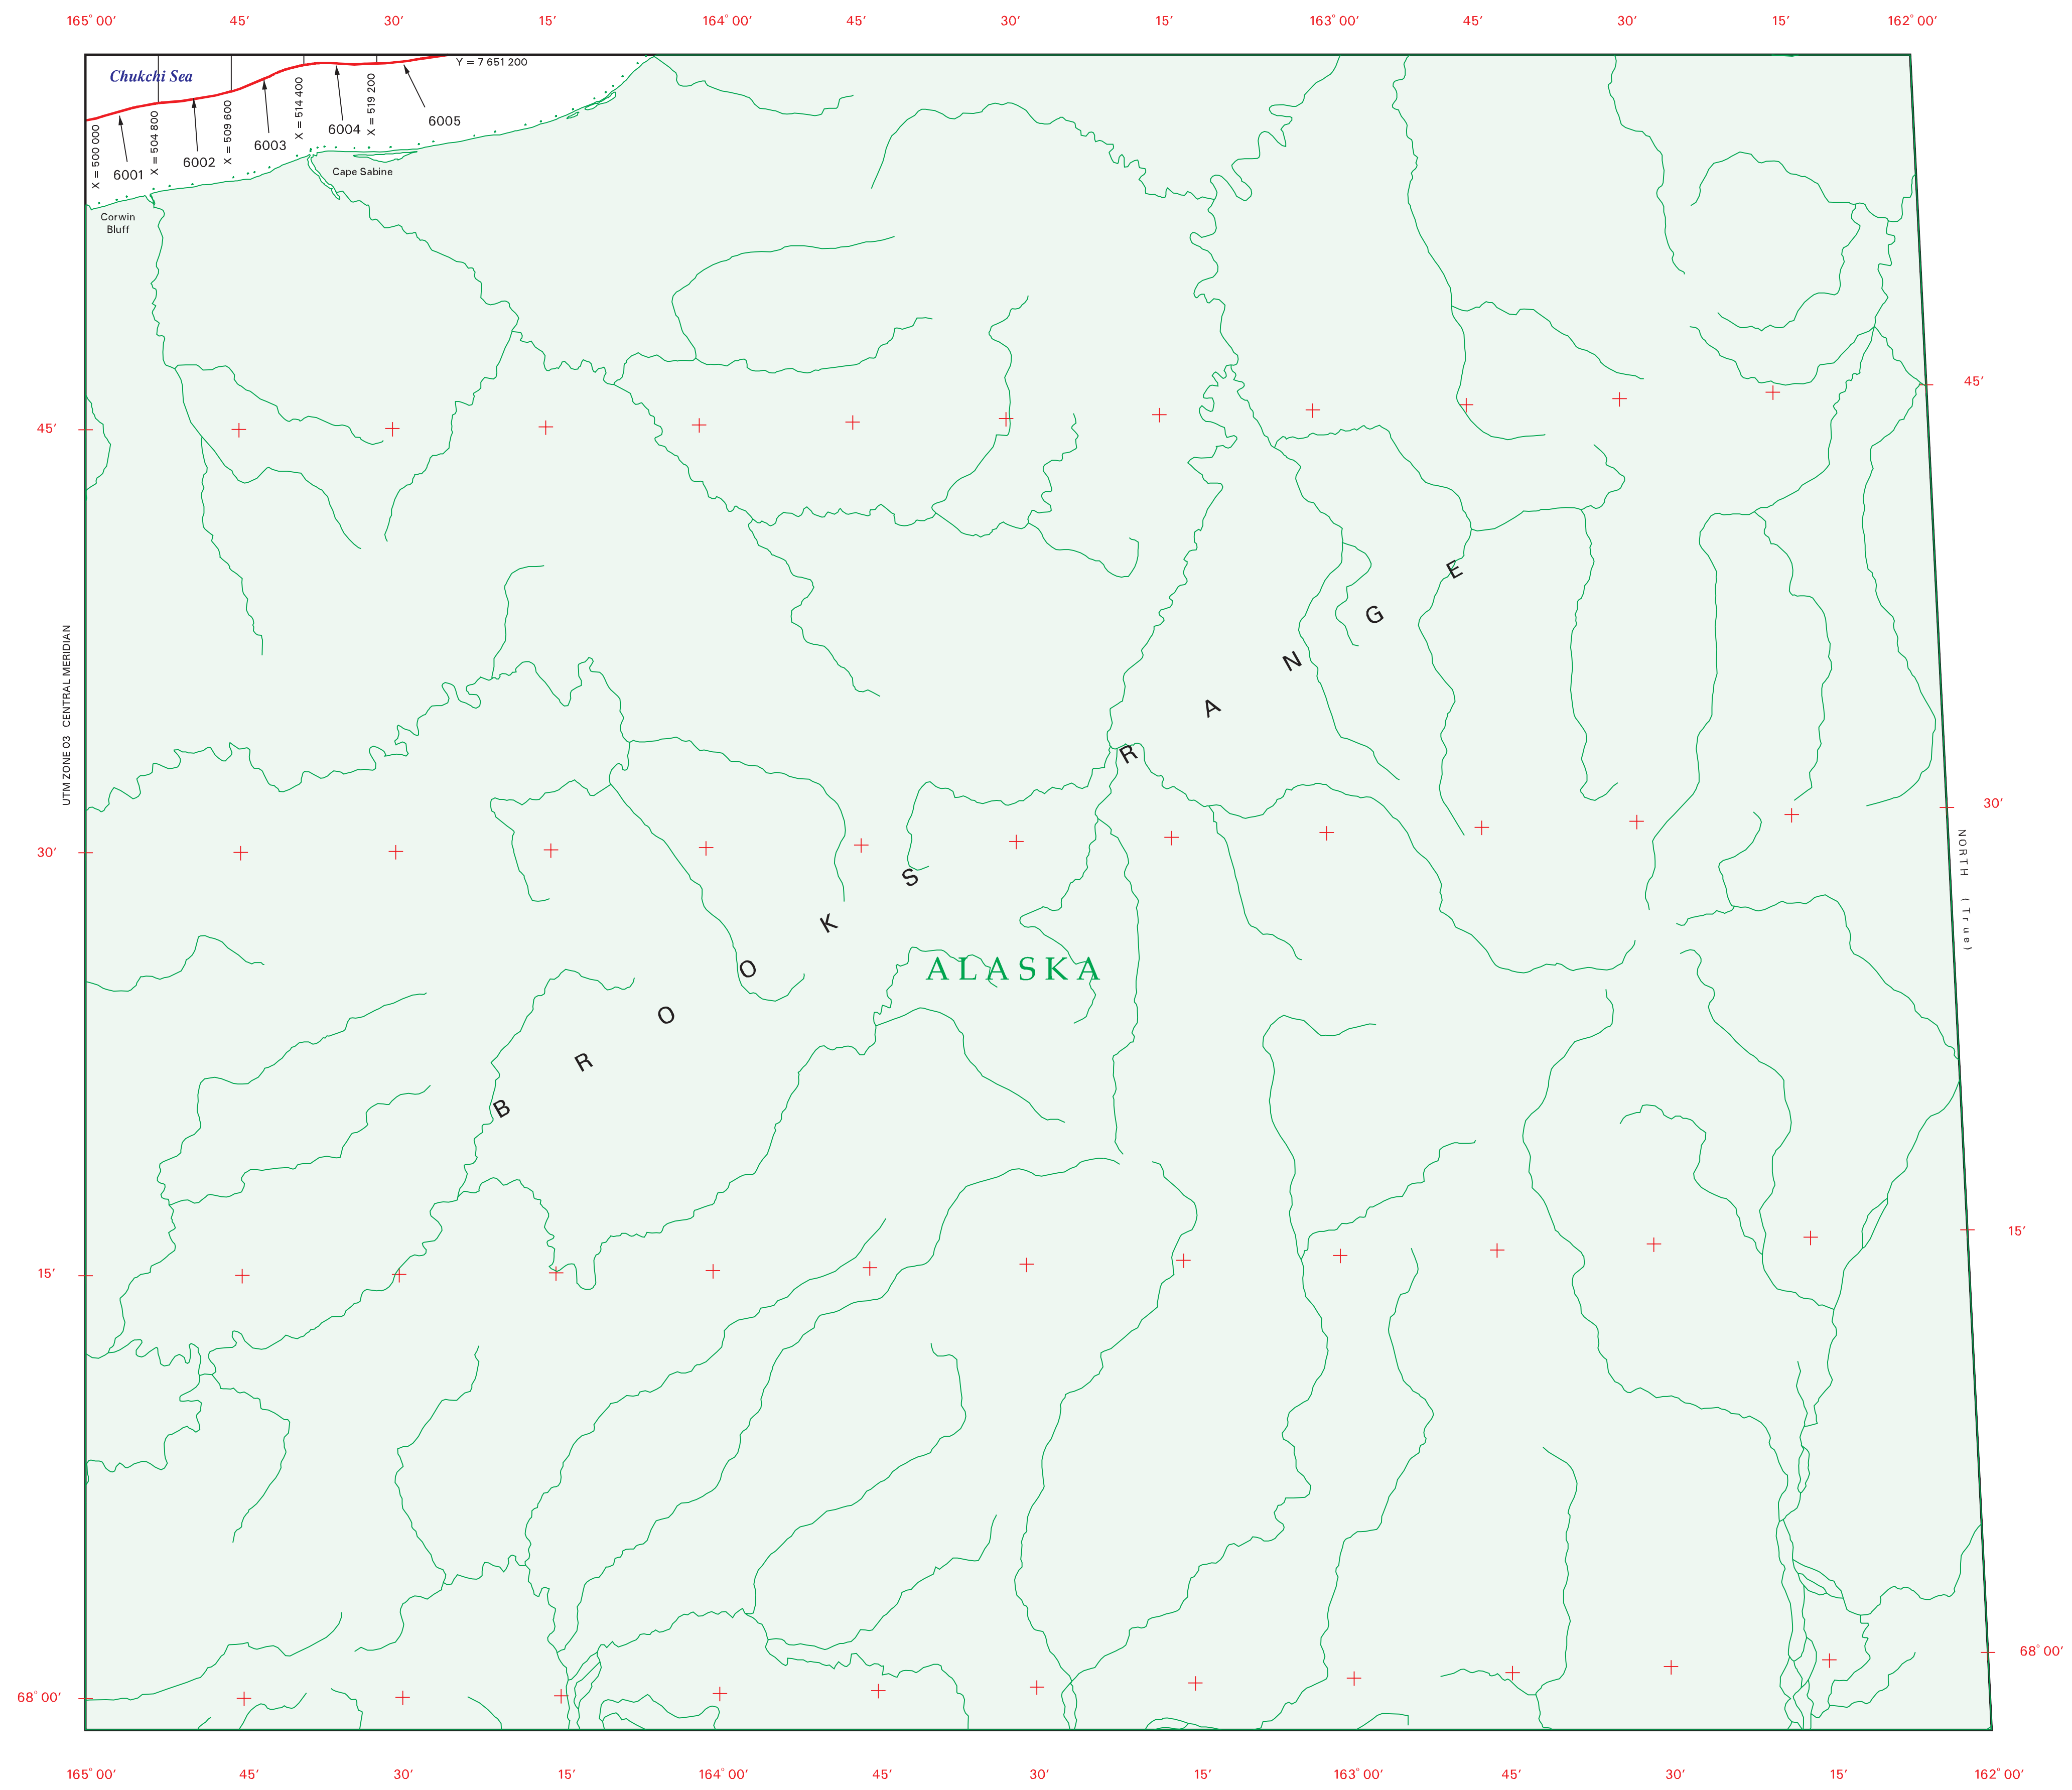 165° 00′ 45′ 30′ 15′ 164° 00′ 45′ 30′ 15′ 163° 00′ 45′ 30′ 15′ 162° 00′
Chukchi Sea
Y = 7 651 200
X = 500 000
X = 504 800
X = 509 600
X = 514 400
X = 519 200
6001
6002
6003
6004
6005
Cape Sabine
Corwin
Bluff
45′
45′
UTM ZONE 03 CENTRAL MERIDIAN
BROOKS RANGE
30′
30′
NORTH (True)
ALASKA
15′
15′
68° 00′
68° 00′
165° 00′ 45′ 30′ 15′ 164° 00′ 45′ 30′ 15′ 163° 00′ 45′ 30′ 15′ 162° 00′